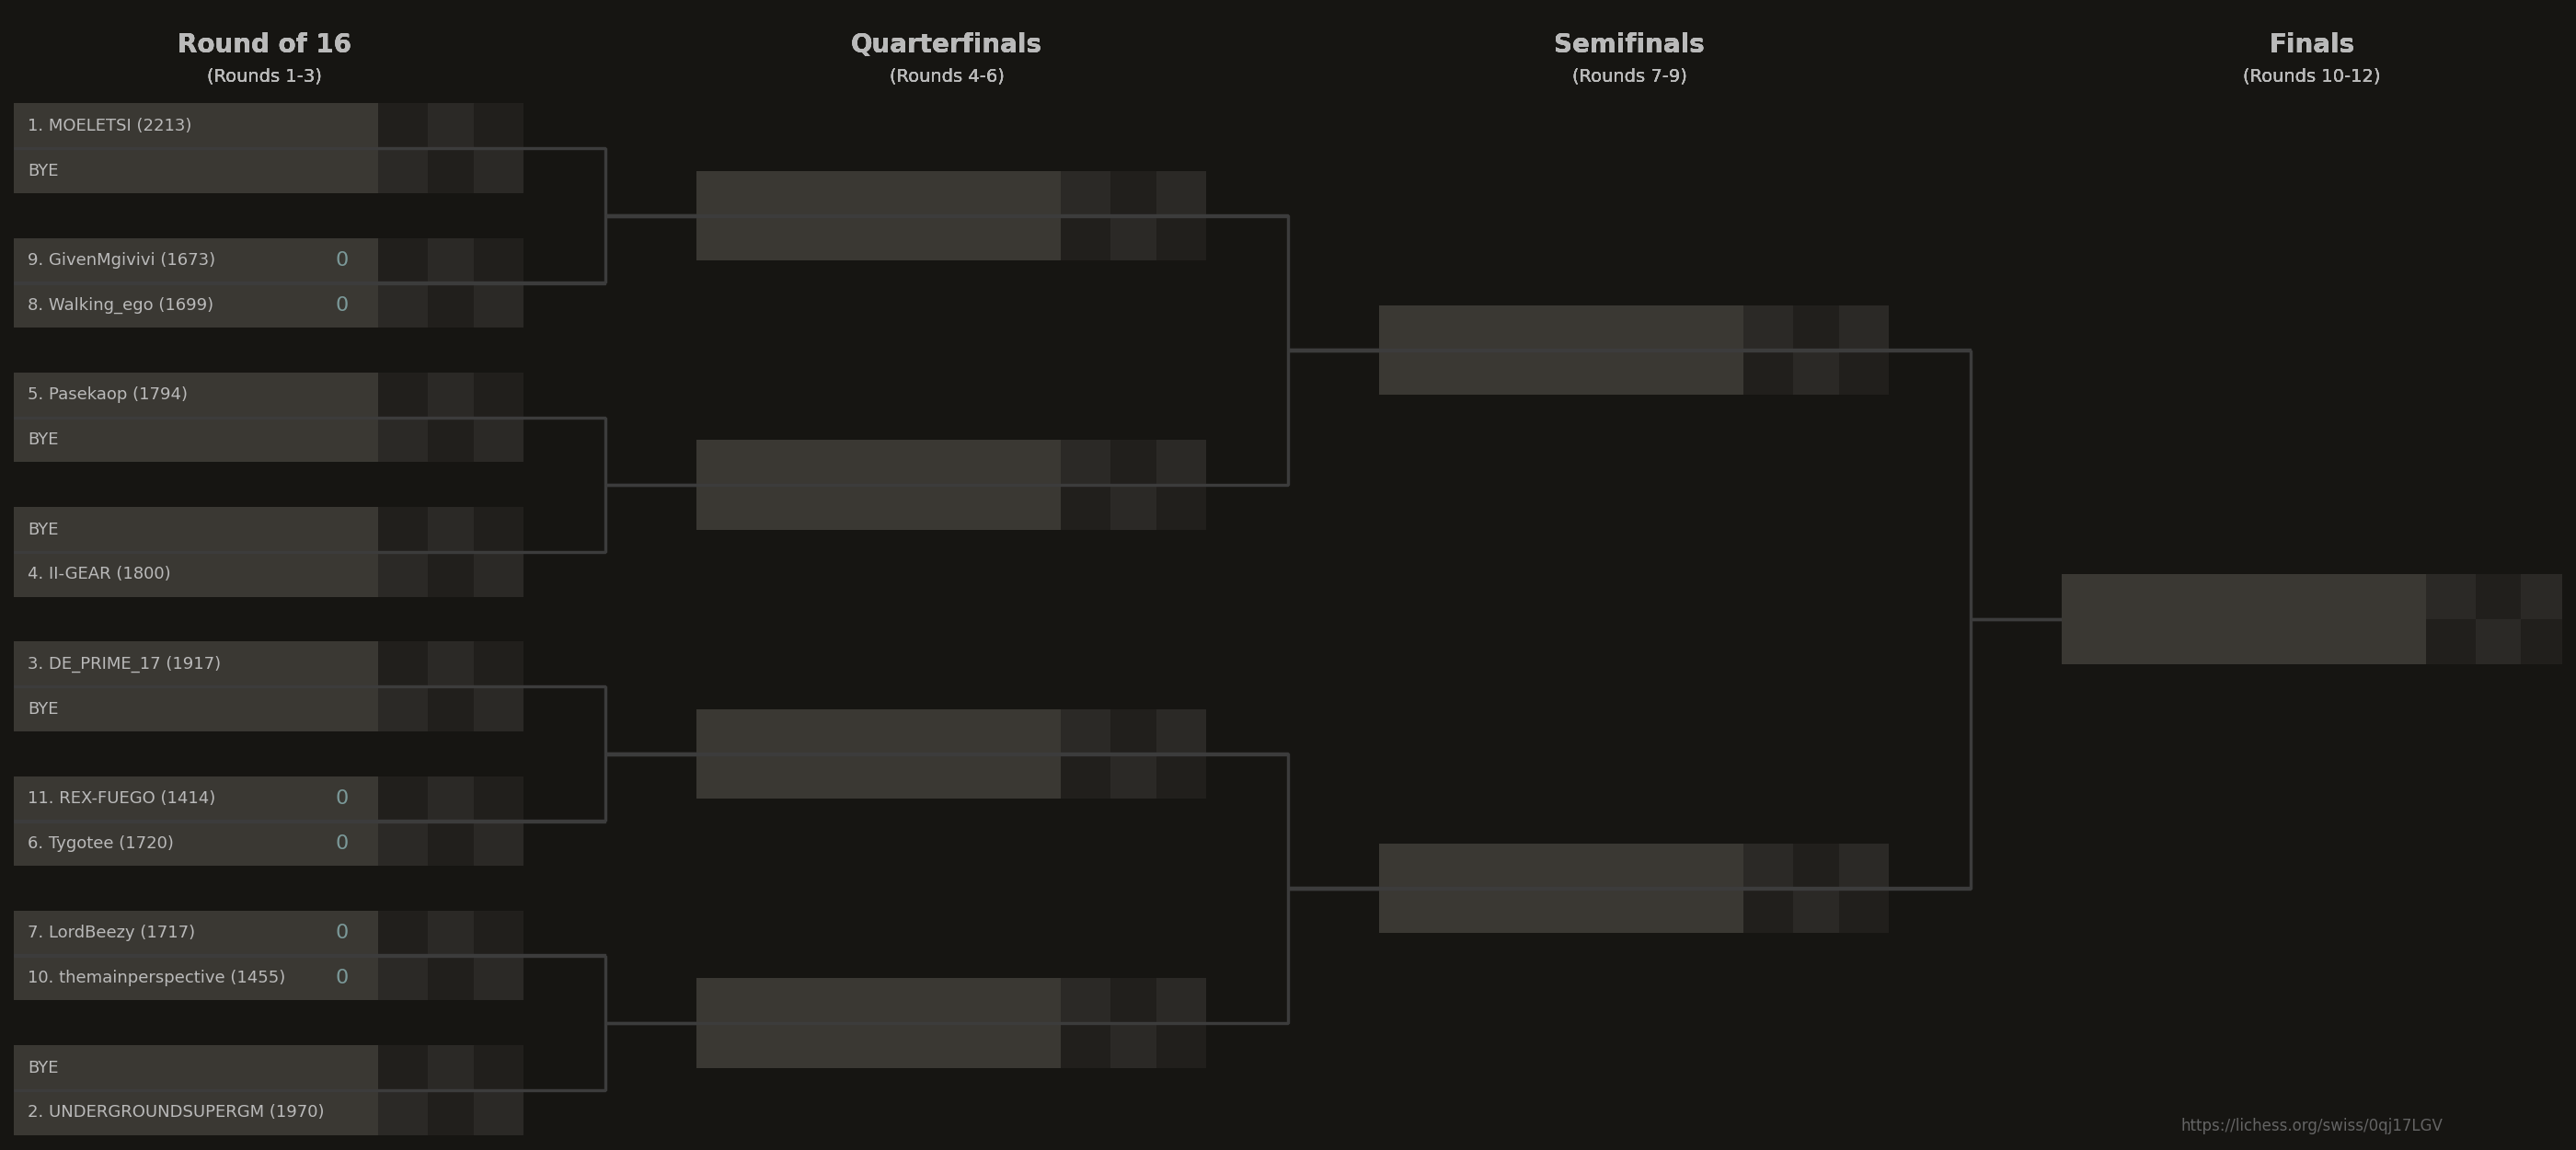 Round of 16
(Rounds 1-3)
Quarterfinals
(Rounds 4-6)
Semifinals
(Rounds 7-9)
Finals
(Rounds 10-12)
1. MOELETSI (2213)
BYE
9. GivenMgivivi (1673) 0
8. Walking_ego (1699) 0
5. Pasekaop (1794)
BYE
BYE
4. II-GEAR (1800)
3. DE_PRIME_17 (1917)
BYE
11. REX-FUEGO (1414) 0
6. Tygotee (1720) 0
7. LordBeezy (1717) 0
10. themainperspective (1455) 0
BYE
2. UNDERGROUNDSUPERGM (1970)
https://lichess.org/swiss/0qj17LGV